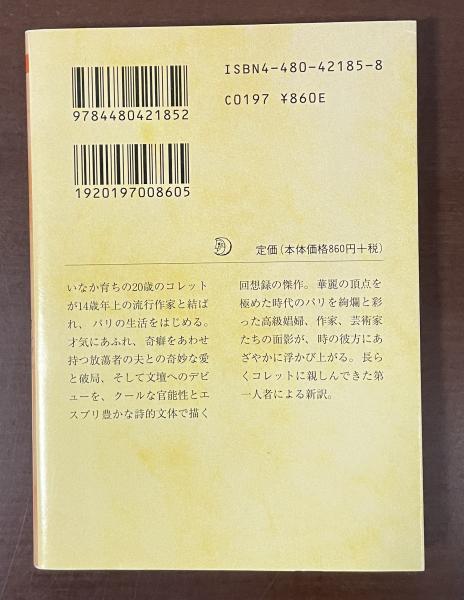 ISBN4-480-42185-8
C0197 ¥860E
9784480421852
1920197008605
定価（本体価格860円＋税）
いなか育ちの20歳のコレット
が14歳年上の流行作家と結ば
れ、パリの生活をはじめる。
才気にあふれ、奇癖をあわせ
持つ放蕩者の夫との奇妙な愛
と破局、そして文壇へのデビ
ューを、クールな官能性とエ
スプリ豊かな詩的文体で描く
回想録の傑作。華麗の頂点を
極めた時代のパリを絢爛と彩
った高級娼婦、作家、芸術家
たちの面影が、時の彼方にあ
ざやかに浮かび上がる。長ら
くコレットに親しんできた第
一人者による新訳。